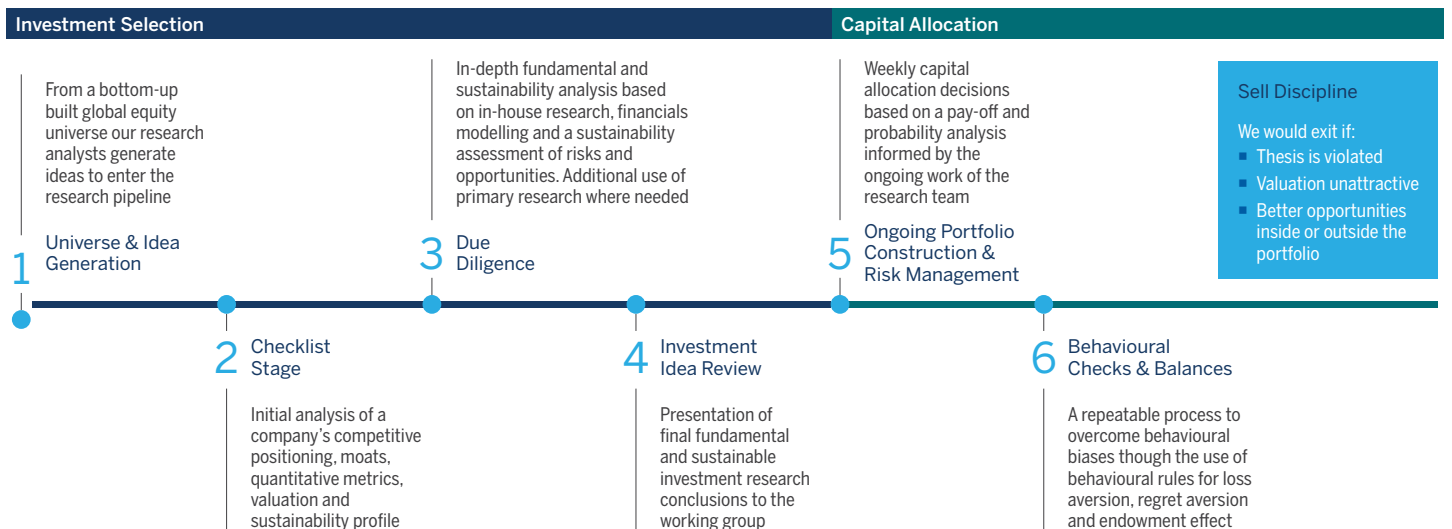 Investment Selection
Capital Allocation
From a bottom-up
built global equity
universe our research
analysts generate
ideas to enter the
research pipeline
1
Universe & Idea
Generation
2
Checklist
Stage
Initial analysis of a
company's competitive
positioning, moats,
quantitative metrics,
valuation and
sustainability profile
In-depth fundamental and
sustainability analysis based
on in-house research, financials
modelling and a sustainability
assessment of risks and
opportunities. Additional use of
primary research where needed
3
Due
Diligence
4
Investment
Idea Review
Presentation of
final fundamental
and sustainable
investment research
conclusions to the
working group
Weekly capital
allocation decisions
based on a pay-off and
probability analysis
informed by the
ongoing work of the
research team
5
Ongoing Portfolio
Construction &
Risk Management
6
Behavioural
Checks & Balances
A repeatable process to
overcome behavioural
biases though the use of
behavioural rules for loss
aversion, regret aversion
and endowment effect
Sell Discipline
We would exit if:
■ Thesis is violated
■ Valuation unattractive
■ Better opportunities
inside or outside the
portfolio